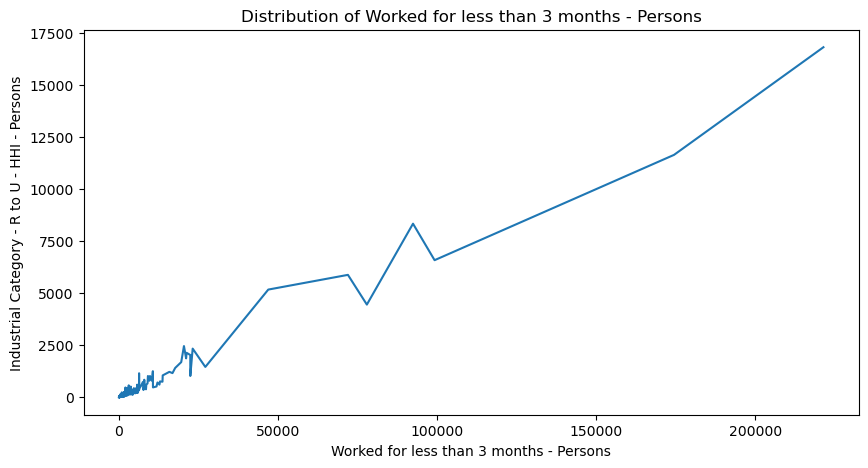 Distribution of Worked for less than 3 months - Persons
17500
15000
12500
10000
7500
5000
2500
0
Industrial Category - R to U - HHI - Persons
0 50000 100000 150000 200000
Worked for less than 3 months - Persons